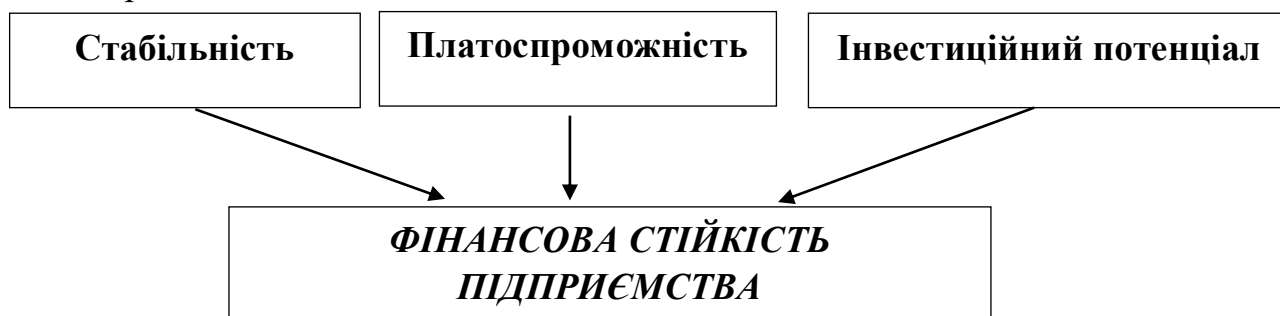 Стабільність
Платоспроможність
Інвестиційний потенціал
ФІНАНСОВА СТІЙКІСТЬ
ПІДПРИЄМСТВА